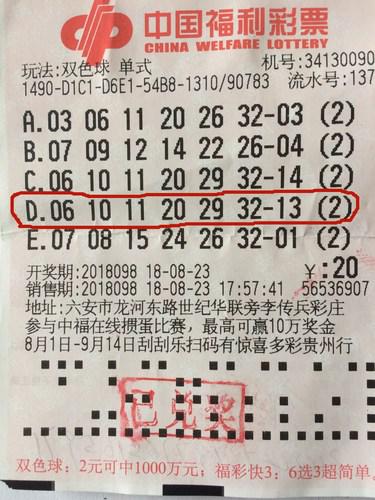 中国福利彩票
CHINA WELFARE LOTTERY
玩法:双色球 单式 机号:34130090
1490-D1C1-D6E1-54B8-1310/90783 流水号:137
A.03 06 11 20 26 32-03 (2)
B.07 09 12 14 22 26-04 (2)
C.06 10 11 20 29 32-14 (2)
D.06 10 11 20 29 32-13 (2)
E.07 08 15 24 26 32-01 (2)
开奖期:2018098 18-08-23 ¥:20
销售期:2018098 18-08-23 17:57:41 56536907
地址:六安市龙河东路世纪华联旁李传兵彩庄
参与中福在线掼蛋比赛，最高可赢10万奖金
8月1日-9月14日刮刮乐扫码有惊喜多彩贵州行
已兑奖
双色球：2元可中1000万元；福彩快3：6选3超简单。